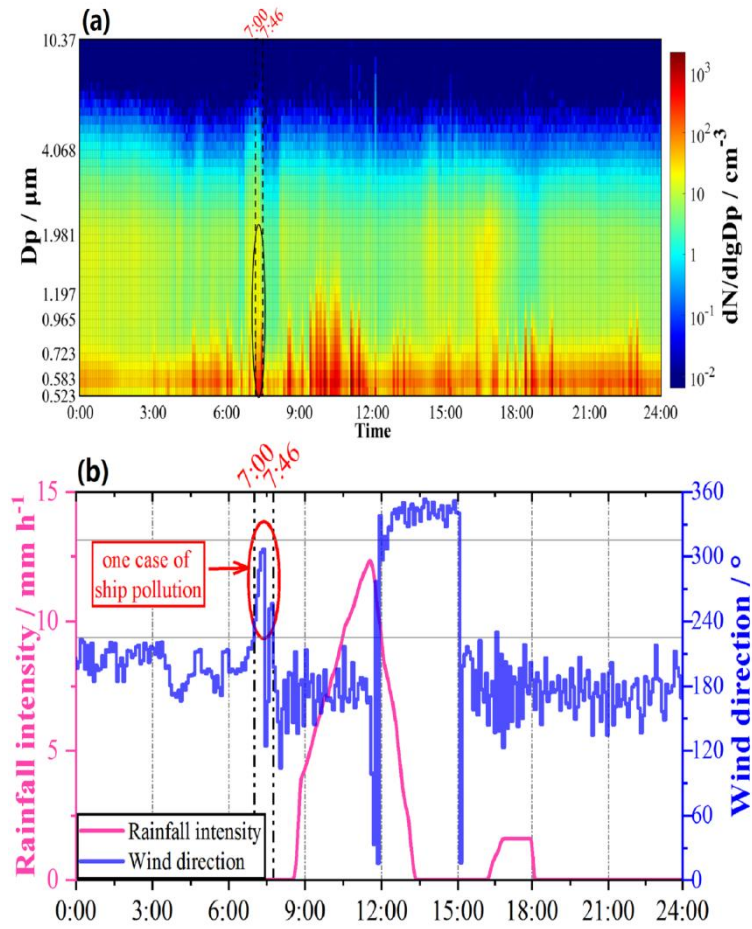 (a)
7:00
7:46
10.37
4.068
1.981
1.197
0.965
0.723
0.583
0.523
Dp / μm
0:00 3:00 6:00 9:00 12:00 15:00 18:00 21:00 24:00
Time
10³
10²
10
1
10⁻¹
10⁻²
dN/dlgDp / cm⁻³
(b)
7:00
7:46
15
10
5
0
Rainfall intensity / mm h⁻¹
one case of
ship pollution
Rainfall intensity
Wind direction
360
300
240
180
120
60
0
Wind direction / °
0:00 3:00 6:00 9:00 12:00 15:00 18:00 21:00 24:00